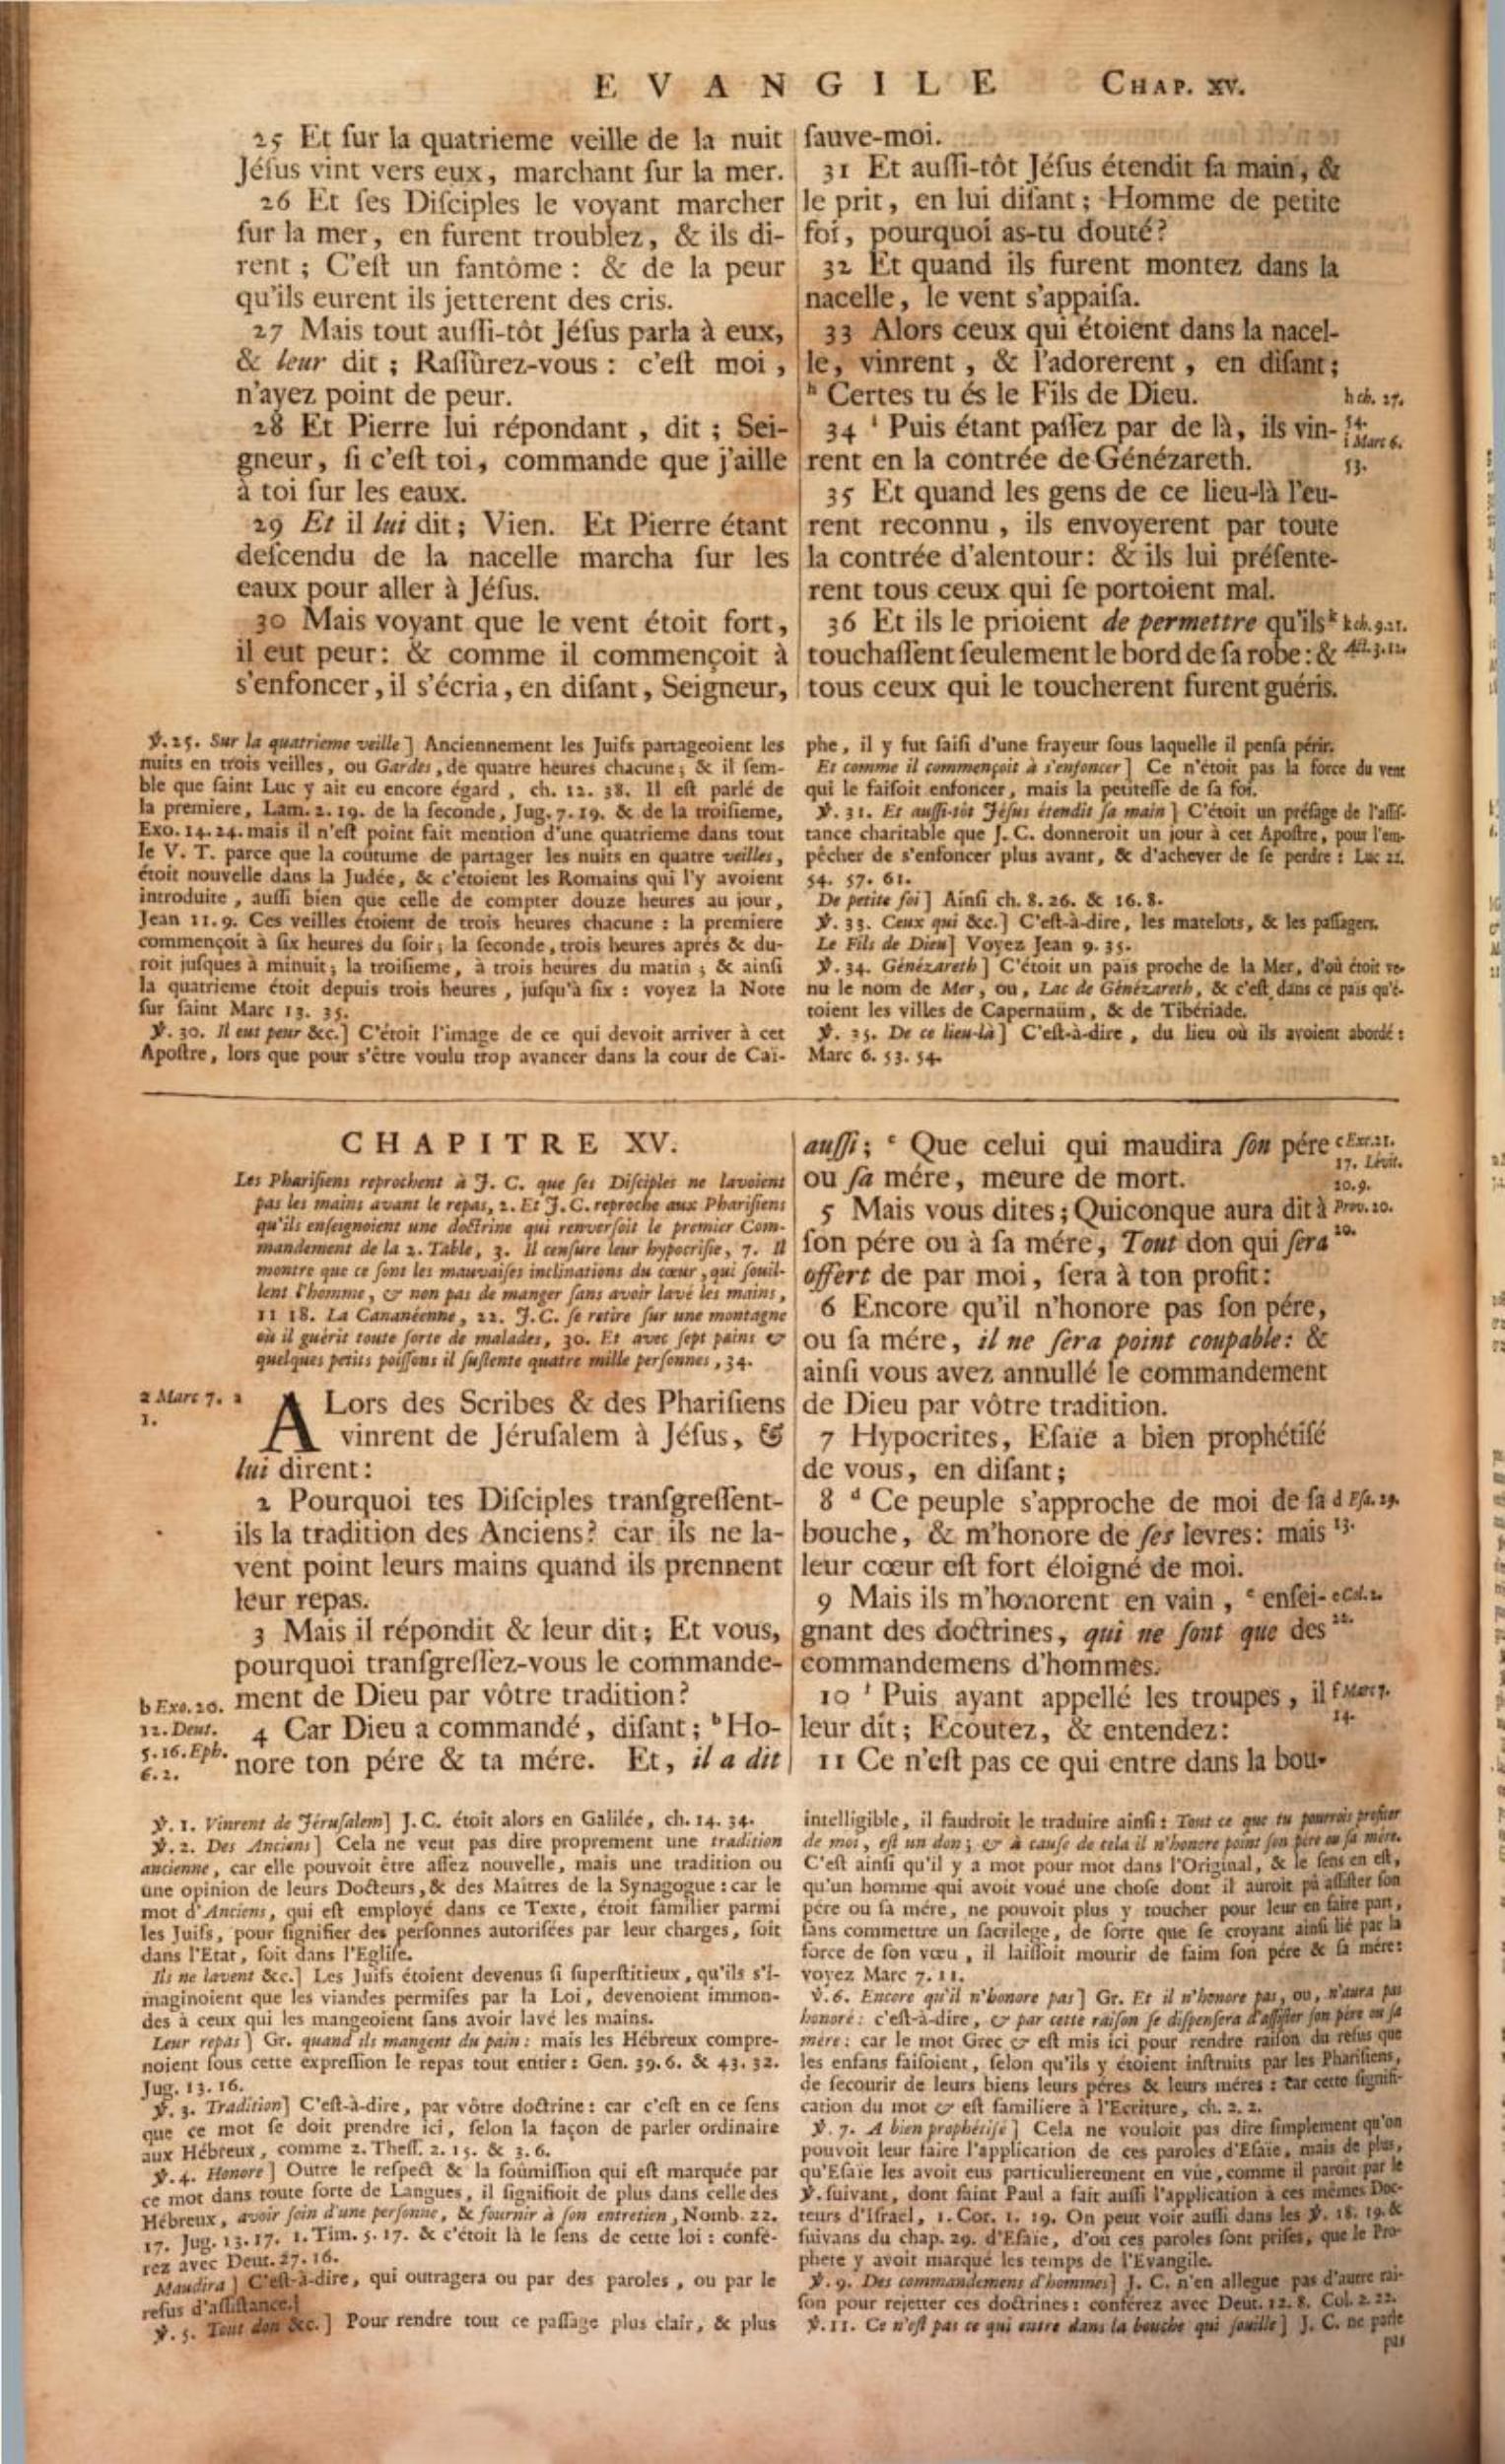 EVANGILE CHAP. XV.
25 Et ſur la quatrieme veille de la nuit
Jéſus vint vers eux, marchant ſur la mer.
26 Et ſes Diſciples le voyant marcher
ſur la mer, en furent troublez, & ils di-
rent ; C'eſt un fantôme : & de la peur
qu'ils eurent ils jetterent des cris.
27 Mais tout auſſi-tôt Jéſus parla à eux,
& leur dit ; Raſſûrez-vous : c'eſt moi,
n'ayez point de peur.
28 Et Pierre lui répondant, dit ; Sei-
gneur, ſi c'eſt toi, commande que j'aille
à toi ſur les eaux.
29 Et il lui dit ; Vien. Et Pierre étant
deſcendu de la nacelle marcha ſur les
eaux pour aller à Jéſus.
30 Mais voyant que le vent étoit fort,
il eut peur : & comme il commençoit à
s'enfoncer, il s'écria, en diſant, Seigneur,
ſauve-moi.
31 Et auſſi-tôt Jéſus étendit ſa main, &
le prit, en lui diſant ; Homme de petite
foi, pourquoi as-tu douté?
32 Et quand ils furent montez dans la
nacelle, le vent s'appaiſa.
33 Alors ceux qui étoient dans la nacel-
le, vinrent, & l'adorerent, en diſant ;
h Certes tu és le Fils de Dieu.
34 i Puis étant paſſez par de là, ils vin-
rent en la contrée de Génézareth.
35 Et quand les gens de ce lieu-là l'eu-
rent reconnu, ils envoyerent par toute
la contrée d'alentour : & ils lui préſente-
rent tous ceux qui ſe portoient mal.
36 Et ils le prioient de permettre qu'ils k
touchaſſent ſeulement le bord de ſa robe : &
tous ceux qui le toucherent furent guéris.
h ch. 27.
54.
i Marc 6.
53.
k ch. 9. 21.
Act. 3. 12.
℣. 25. Sur la quatrieme veille ] Anciennement les Juifs partageoient les
nuits en trois veilles, ou Gardes, de quatre heures chacune ; & il ſem-
ble que ſaint Luc y ait eu encore égard, ch. 12. 38. Il eſt parlé de
la premiere, Lam. 2. 19. de la ſeconde, Jug. 7. 19. & de la troiſieme,
Exo. 14. 24. mais il n'eſt point fait mention d'une quatrieme dans tout
le V. T. parce que la coûtume de partager les nuits en quatre veilles,
étoit nouvelle dans la Judée, & c'étoient les Romains qui l'y avoient
introduite, auſſi bien que celle de compter douze heures au jour,
Jean 11. 9. Ces veilles étoient de trois heures chacune : la premiere
commençoit à ſix heures du ſoir ; la ſeconde, trois heures aprés & du-
roit juſques à minuit ; la troiſieme, à trois heures du matin ; & ainſi
la quatrieme étoit depuis trois heures, juſqu'à ſix : voyez la Note
ſur ſaint Marc 13. 35.
℣. 30. Il eut peur &c.] C'étoit l'image de ce qui devoit arriver à cet
Apoſtre, lors que pour s'être voulu trop avancer dans la cour de Caï-
phe, il y fut ſaiſi d'une frayeur ſous laquelle il penſa périr.
Et comme il commençoit à s'enfoncer ] Ce n'étoit pas la force du vent
qui le faiſoit enfoncer, mais la petiteſſe de ſa foi.
℣. 31. Et auſſi-tôt Jéſus étendit ſa main ] C'étoit un préſage de l'aſſiſ-
tance charitable que J. C. donneroit un jour à cet Apoſtre, pour l'em-
pêcher de s'enfoncer plus avant, & d'achever de ſe perdre : Luc 22.
54. 57. 61.
De petite foi ] Ainſi ch. 8. 26. & 16. 8.
℣. 33. Ceux qui &c.] C'eſt-à-dire, les matelots, & les paſſagers.
Le Fils de Dieu] Voyez Jean 9. 35.
℣. 34. Génézareth ] C'étoit un païs proche de la Mer, d'où étoit ve-
nu le nom de Mer, ou, Lac de Génézareth, & c'eſt dans ce païs qu'é-
toient les villes de Capernaüm, & de Tibériade.
℣. 35. De ce lieu-là ] C'eſt-à-dire, du lieu où ils avoient abordé :
Marc 6. 53. 54.
CHAPITRE XV.
Les Phariſiens reprochent à J. C. que ſes Diſciples ne lavoient
pas les mains avant le repas, 2. Et J. C. reproche aux Phariſiens
qu'ils enſeignoient une doctrine qui renverſoit le premier Com-
mandement de la 2. Table, 3. Il cenſure leur hypocriſie, 7. Il
montre que ce ſont les mauvaiſes inclinations du cœur, qui ſouil-
lent l'homme, & non pas de manger ſans avoir lavé les mains,
11 18. La Cananéenne, 22. J. C. ſe retire ſur une montagne
où il guérit toute ſorte de malades, 30. Et avec ſept pains &
quelques petits poiſſons il ſuſtente quatre mille perſonnes, 34.
a Marc 7.
1.
a ALors des Scribes & des Phariſiens
vinrent de Jéruſalem à Jéſus, &
lui dirent :
2 Pourquoi tes Diſciples tranſgreſſent-
ils la tradition des Anciens? car ils ne la-
vent point leurs mains quand ils prennent
leur repas.
3 Mais il répondit & leur dit ; Et vous,
pourquoi tranſgreſſez-vous le commande-
ment de Dieu par vôtre tradition?
4 Car Dieu a commandé, diſant ; b Ho-
nore ton pére & ta mére. Et, il a dit
b Exo. 20.
12. Deut.
5. 16. Eph.
6. 2.
auſſi ; c Que celui qui maudira ſon pére
ou ſa mére, meure de mort.
5 Mais vous dites ; Quiconque aura dit à
ſon pére ou à ſa mére, Tout don qui ſera
offert de par moi, ſera à ton profit :
6 Encore qu'il n'honore pas ſon pére,
ou ſa mére, il ne ſera point coupable : &
ainſi vous avez annullé le commandement
de Dieu par vôtre tradition.
7 Hypocrites, Eſaïe a bien prophétiſé
de vous, en diſant ;
8 d Ce peuple s'approche de moi de ſa
bouche, & m'honore de ſes levres : mais
leur cœur eſt fort éloigné de moi.
9 Mais ils m'honorent en vain, e enſei-
gnant des doctrines, qui ne ſont que des
commandemens d'hommes.
10 f Puis ayant appellé les troupes, il
leur dit ; Ecoutez, & entendez :
11 Ce n'eſt pas ce qui entre dans la bou-
c Exo. 21.
17. Lévit.
20. 9.
Prov. 20.
20.
d Eſa. 29.
13.
e Col. 2.
22.
f Marc 7.
14.
℣. 1. Vinrent de Jéruſalem] J. C. étoit alors en Galilée, ch. 14. 34.
℣. 2. Des Anciens ] Cela ne veut pas dire proprement une tradition
ancienne, car elle pouvoit être aſſez nouvelle, mais une tradition ou
une opinion de leurs Docteurs, & des Maîtres de la Synagogue : car le
mot d'Anciens, qui eſt employé dans ce Texte, étoit familier parmi
les Juifs, pour ſignifier des perſonnes autoriſées par leur charges, ſoit
dans l'Etat, ſoit dans l'Egliſe.
Ils ne lavent &c.] Les Juifs étoient devenus ſi ſuperſtitieux, qu'ils s'i-
maginoient que les viandes permiſes par la Loi, devenoient immon-
des à ceux qui les mangeoient ſans avoir lavé les mains.
Leur repas ] Gr. quand ils mangent du pain : mais les Hébreux compre-
noient ſous cette expreſſion le repas tout entier : Gen. 39. 6. & 43. 32.
Jug. 13. 16.
℣. 3. Tradition] C'eſt-à-dire, par vôtre doctrine : car c'eſt en ce ſens
que ce mot ſe doit prendre ici, ſelon la façon de parler ordinaire
aux Hébreux, comme 2. Theſſ. 2. 15. & 3. 6.
℣. 4. Honore ] Outre le reſpect & la ſoûmiſſion qui eſt marquée par
ce mot dans toute ſorte de Langues, il ſignifioit de plus dans celle des
Hébreux, avoir ſoin d'une perſonne, & fournir à ſon entretien, Nomb. 22.
17. Jug. 13. 17. 1. Tim. 5. 17. & c'étoit là le ſens de cette loi : confé-
rez avec Deut. 27. 16.
Maudira ] C'eſt-à-dire, qui outragera ou par des paroles, ou par le
refus d'aſſiſtance.]
℣. 5. Tout don &c.] Pour rendre tout ce paſſage plus clair, & plus
intelligible, il faudroit le traduire ainſi : Tout ce que tu pourrois profiter
de moi, eſt un don ; & à cauſe de cela il n'honore point ſon pére ou ſa mére.
C'eſt ainſi qu'il y a mot pour mot dans l'Original, & le ſens en eſt,
qu'un homme qui avoit voué une choſe dont il auroit pû aſſiſter ſon
pére ou ſa mére, ne pouvoit plus y toucher pour leur en faire part,
ſans commettre un ſacrilege, de ſorte que ſe croyant ainſi lié par la
force de ſon vœu, il laiſſoit mourir de faim ſon pére & ſa mére :
voyez Marc 7. 11.
℣. 6. Encore qu'il n'honore pas ] Gr. Et il n'honore pas, ou, n'aura pas
honoré : c'eſt-à-dire, & par cette raiſon ſe diſpenſera d'aſſiſter ſon pére ou ſa
mére : car le mot Grec & eſt mis ici pour rendre raiſon du refus que
les enfans faiſoient, ſelon qu'ils y étoient inſtruits par les Phariſiens,
de ſecourir de leurs biens leurs péres & leurs méres : car cette ſignifi-
cation du mot & eſt familiere à l'Ecriture, ch. 2. 2.
℣. 7. A bien prophétiſé ] Cela ne vouloit pas dire ſimplement qu'on
pouvoit leur faire l'application de ces paroles d'Eſaïe, mais de plus,
qu'Eſaïe les avoit eus particulierement en vûe, comme il paroît par le
℣. ſuivant, dont ſaint Paul a fait auſſi l'application à ces mêmes Doc-
teurs d'Iſrael, 1. Cor. 1. 19. On peut voir auſſi dans les ℣. 18. 19. &
ſuivans du chap. 29. d'Eſaïe, d'où ces paroles ſont priſes, que le Pro-
phete y avoit marqué les temps de l'Evangile.
℣. 9. Des commandemens d'hommes] J. C. n'en allegue pas d'autre rai-
ſon pour rejetter ces doctrines : conférez avec Deut. 12. 8. Col. 2. 22.
℣. 11. Ce n'eſt pas ce qui entre dans la bouche qui ſouille ] J. C. ne parle
pas